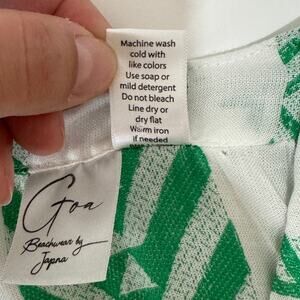 Machine wash
cold with
like colors
Use soap or
mild detergent
Do not bleach
Line dry or
dry flat
Warm iron
if needed
Goa
Beachwear by
Japna